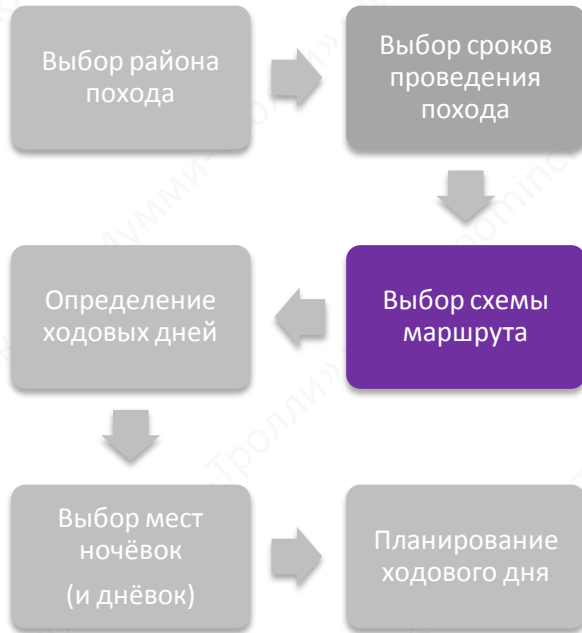 Выбор района
похода
Выбор сроков
проведения
похода
Выбор схемы
маршрута
Определение
ходовых дней
Выбор мест
ночёвок
(и днёвок)
Планирование
ходового дня